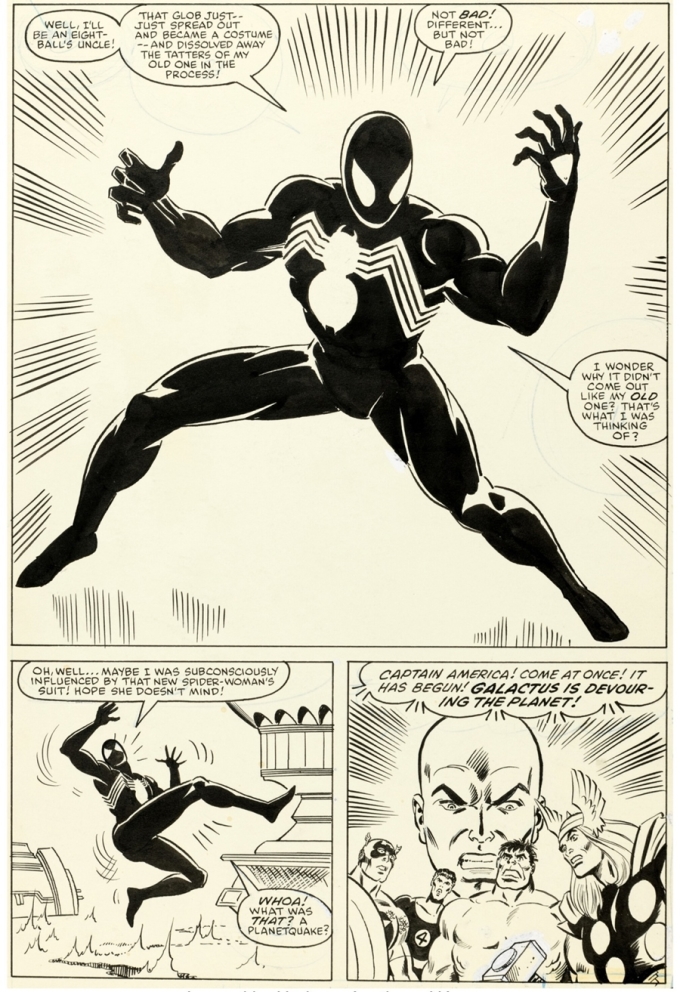 WELL, I'LL
BE AN EIGHT-
BALL'S UNCLE!
THAT GLOB JUST--
JUST SPREAD OUT
AND BECAME A COSTUME
--AND DISSOLVED AWAY
THE TATTERS OF MY
OLD ONE IN THE
PROCESS!
NOT BAD!
DIFFERENT...
BUT NOT
BAD!
I WONDER
WHY IT DIDN'T
COME OUT
LIKE MY OLD
ONE? THAT'S
WHAT I WAS
THINKING
OF?
OH, WELL... MAYBE I WAS SUBCONSCIOUSLY
INFLUENCED BY THAT NEW SPIDER-WOMAN'S
SUIT! HOPE SHE DOESN'T MIND!
WHOA!
WHAT WAS
THAT? A
PLANETQUAKE?
CAPTAIN AMERICA! COME AT ONCE! IT
HAS BEGUN! GALACTUS IS DEVOUR-
ING THE PLANET!
4